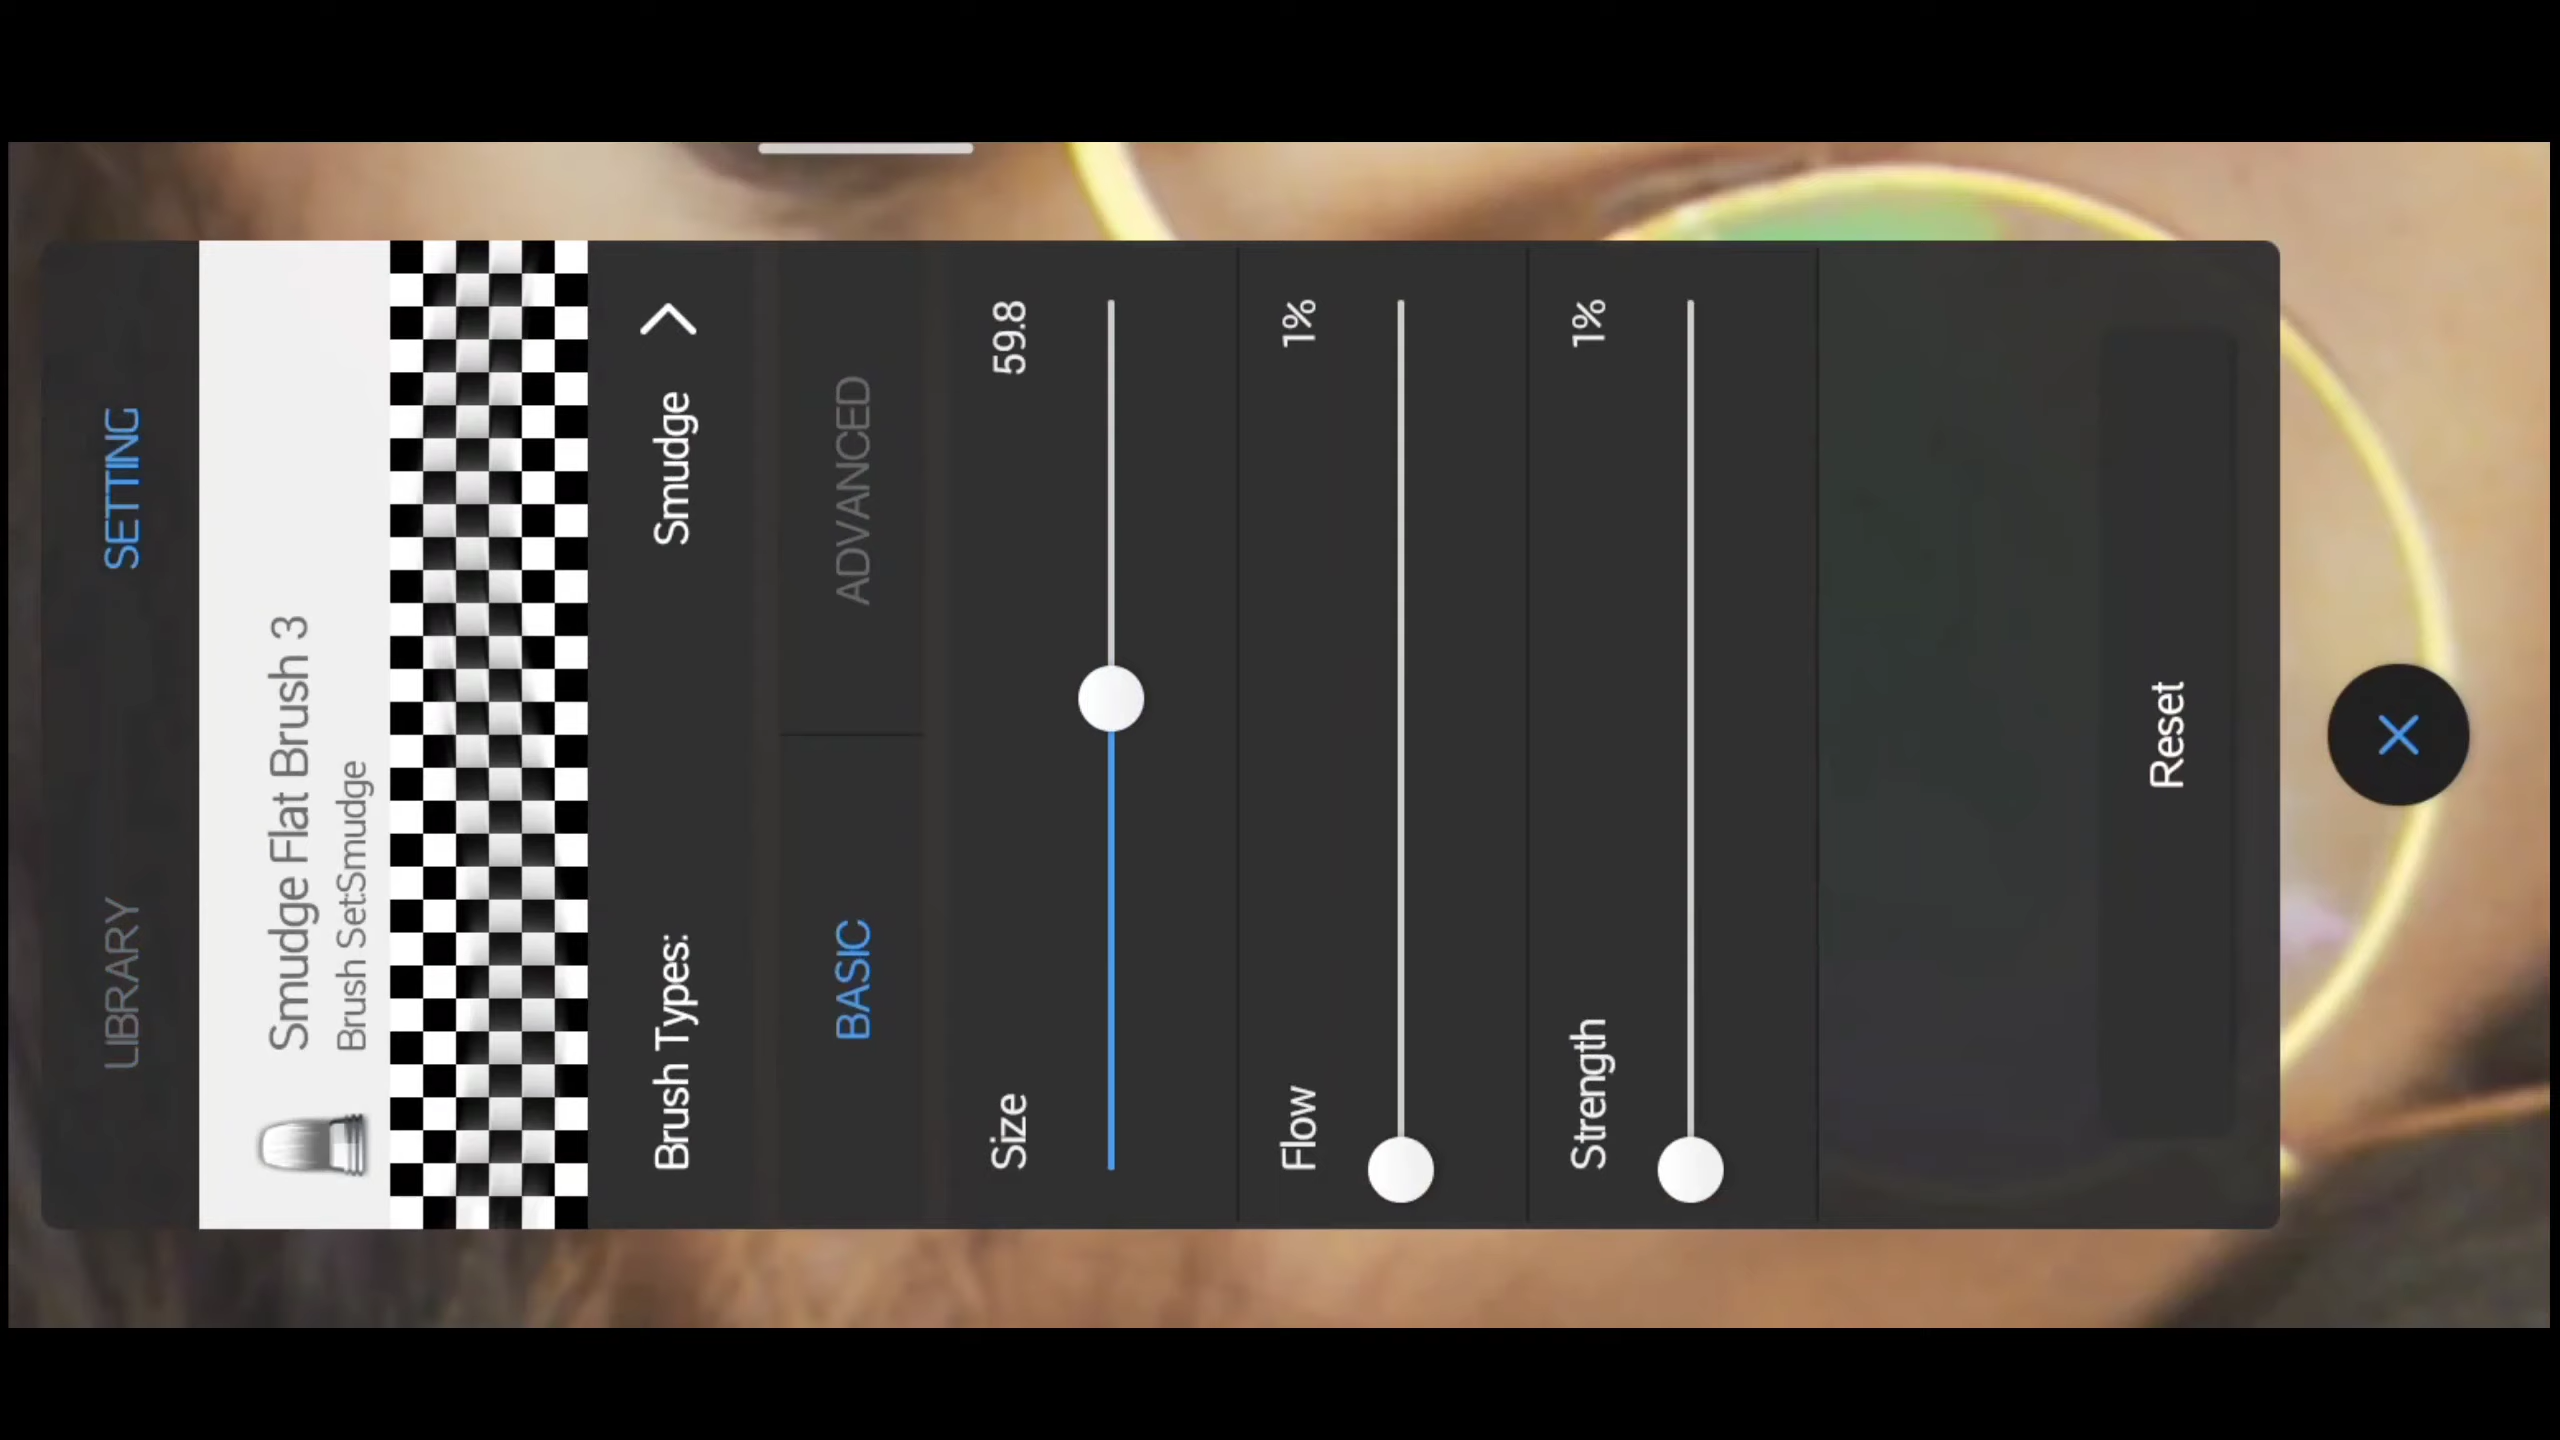 LIBRARY
SETTING
Smudge Flat Brush 3
Brush Set:Smudge
Brush Types:
Smudge
BASIC
ADVANCED
Size
59.8
Flow
1%
Strength
1%
Reset